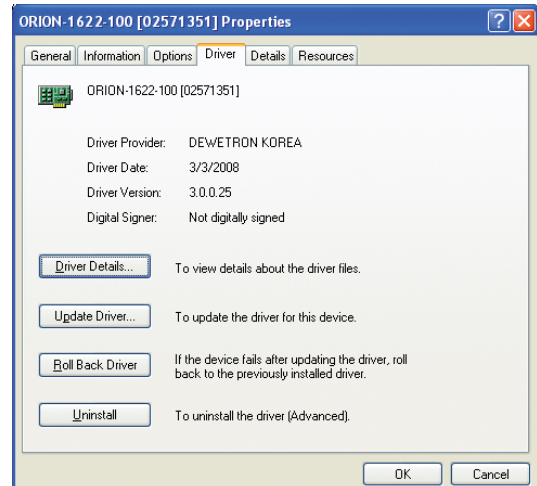 ORION-1622-100 [02571351] Properties
General Information Options Driver Details Resources
ORION-1622-100 [02571351]
Driver Provider: DEWETRON KOREA
Driver Date: 3/3/2008
Driver Version: 3.0.0.25
Digital Signer: Not digitally signed
Driver Details... To view details about the driver files.
Update Driver... To update the driver for this device.
Roll Back Driver If the device fails after updating the driver, roll
back to the previously installed driver.
Uninstall To uninstall the driver (Advanced).
OK Cancel